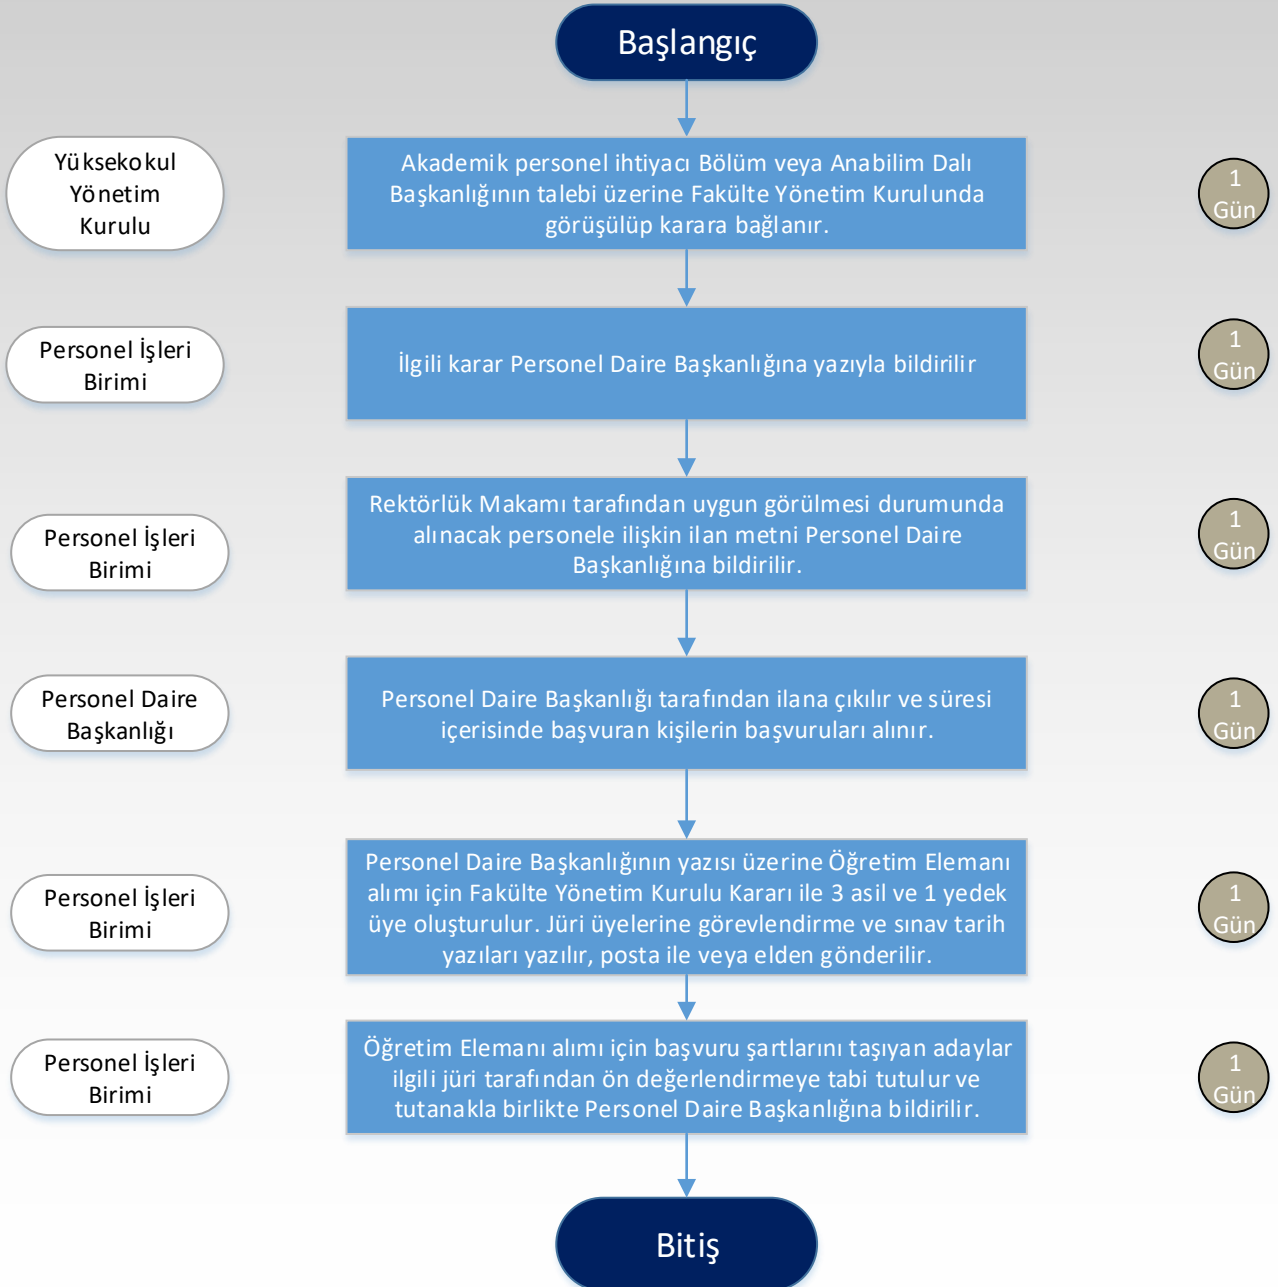 Başlangıç
Yüksekokul
Yönetim
Kurulu
Akademik personel ihtiyacı Bölüm veya Anabilim Dalı
Başkanlığının talebi üzerine Fakülte Yönetim Kurulunda
görüşülüp karara bağlanır.
1
Gün
Personel İşleri
Birimi
İlgili karar Personel Daire Başkanlığına yazıyla bildirilir
1
Gün
Personel İşleri
Birimi
Rektörlük Makamı tarafından uygun görülmesi durumunda
alınacak personele ilişkin ilan metni Personel Daire
Başkanlığına bildirilir.
1
Gün
Personel Daire
Başkanlığı
Personel Daire Başkanlığı tarafından ilana çıkılır ve süresi
içerisinde başvuran kişilerin başvuruları alınır.
1
Gün
Personel İşleri
Birimi
Personel Daire Başkanlığının yazısı üzerine Öğretim Elemanı
alımı için Fakülte Yönetim Kurulu Kararı ile 3 asil ve 1 yedek
üye oluşturulur. Jüri üyelerine görevlendirme ve sınav tarih
yazıları yazılır, posta ile veya elden gönderilir.
1
Gün
Personel İşleri
Birimi
Öğretim Elemanı alımı için başvuru şartlarını taşıyan adaylar
ilgili jüri tarafından ön değerlendirmeye tabi tutulur ve
tutanakla birlikte Personel Daire Başkanlığına bildirilir.
1
Gün
Bitiş